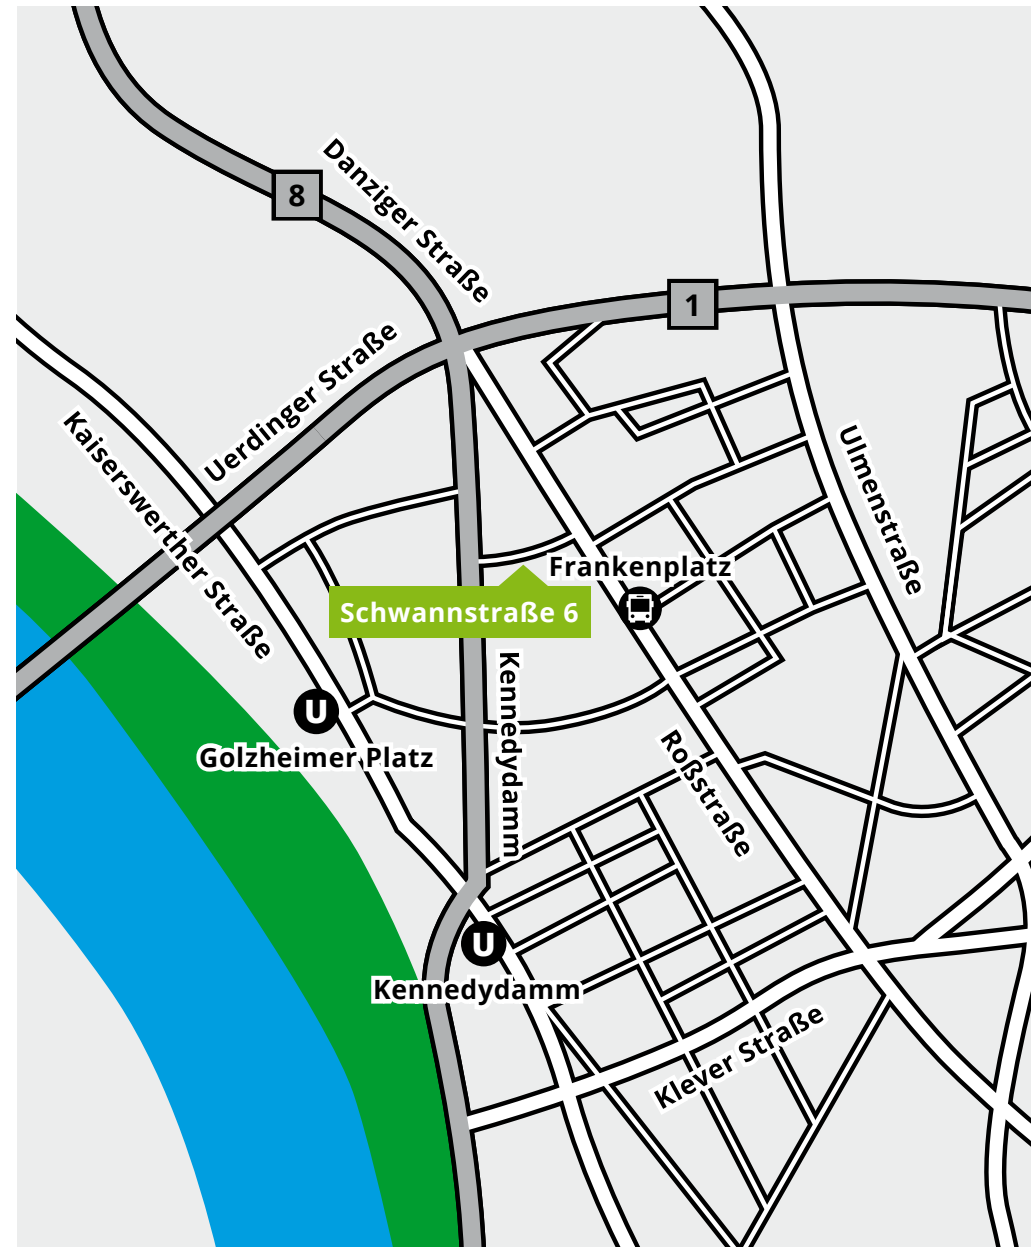 Danziger Straße
8
1
Uerdinger Straße
Kaiserswerther Straße
Ulmenstraße
Frankenplatz
Schwannstraße 6
Kennedydamm
U
Golzheimer Platz
Roßstraße
U
Kennedydamm
Klever Straße